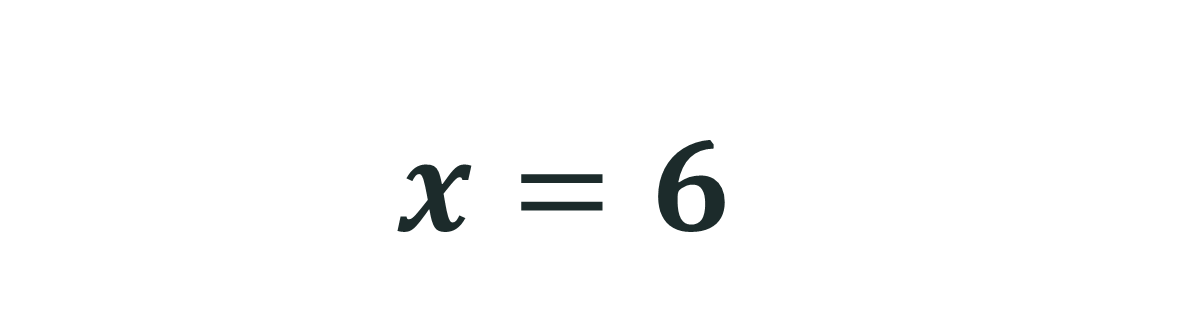 x = 6